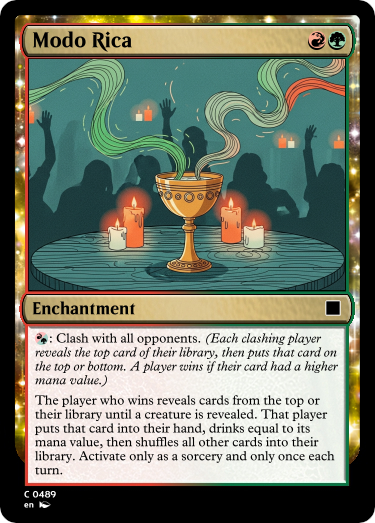 Modo Rica
Enchantment
: Clash with all opponents. (Each clashing player
reveals the top card of their library, then puts that card on
the top or bottom. A player wins if their card had a higher
mana value.)
The player who wins reveals cards from the top or
their library until a creature is revealed. That player
puts that card into their hand, drinks equal to its
mana value, then shuffles all other cards into their
library. Activate only as a sorcery and only once each
turn.
C 0489
en